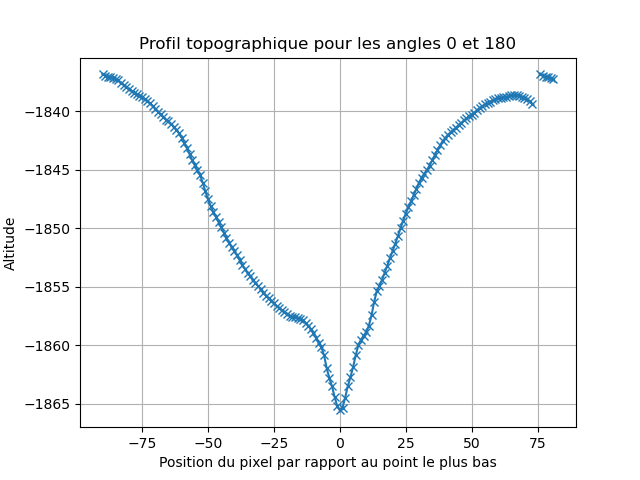 Profil topographique pour les angles 0 et 180
Altitude
−1840
−1845
−1850
−1855
−1860
−1865
−75 −50 −25 0 25 50 75
Position du pixel par rapport au point le plus bas